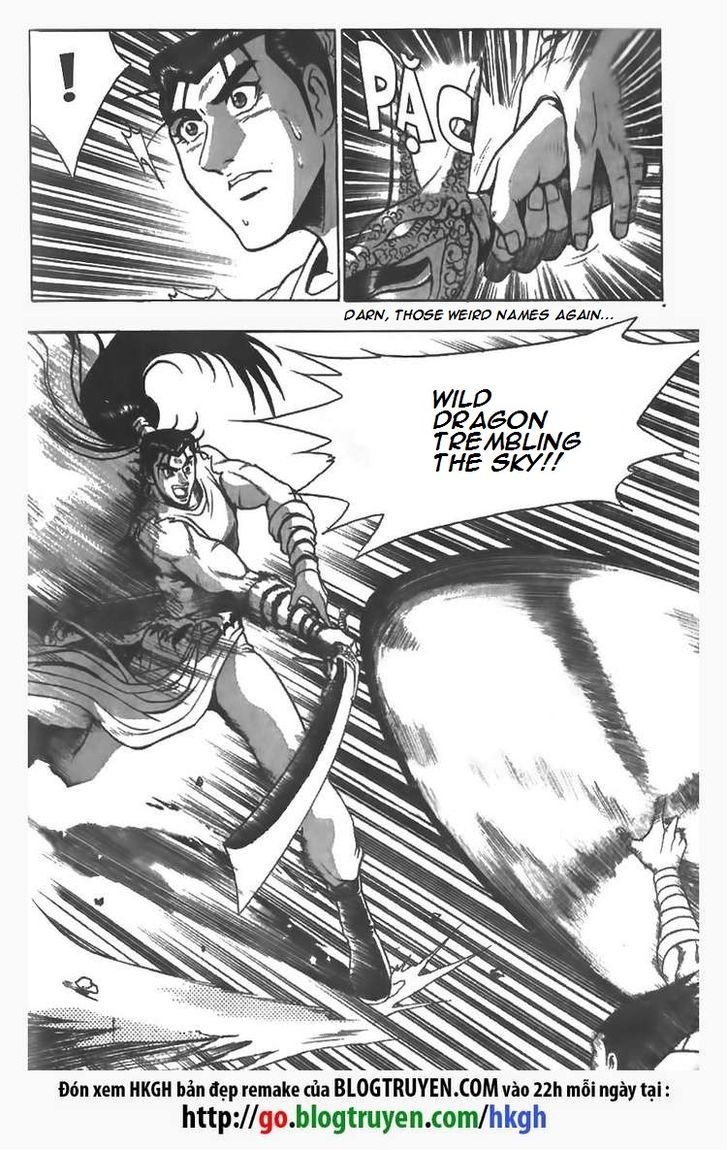 !
PẶC
DARN, THOSE WEIRD NAMES AGAIN...
WILD
DRAGON
TREMBLING
THE SKY!!
Đón xem HKGH bản đẹp remake của BLOGTRUYEN.COM vào 22h mỗi ngày tại :
http://go.blogtruyen.com/hkgh